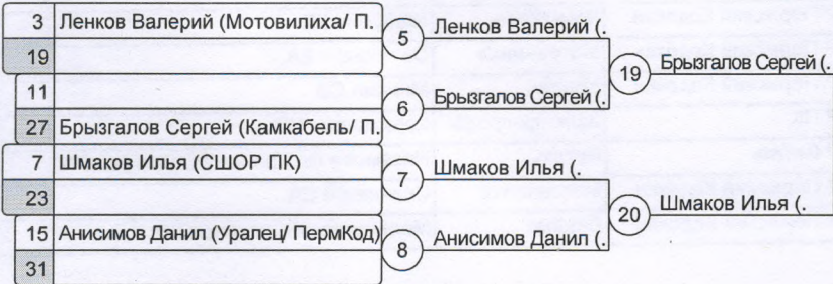 3 Ленков Валерий (Мотовилиха/ П.
19
5 Ленков Валерий (.
11
27 Брызгалов Сергей (Камкабель/ П.
6 Брызгалов Сергей (.
19 Брызгалов Сергей (.
7 Шмаков Илья (СШОР ПК)
23
7 Шмаков Илья (.
15 Анисимов Данил (Уралец/ ПермКод)
31
8 Анисимов Данил (.
20 Шмаков Илья (.